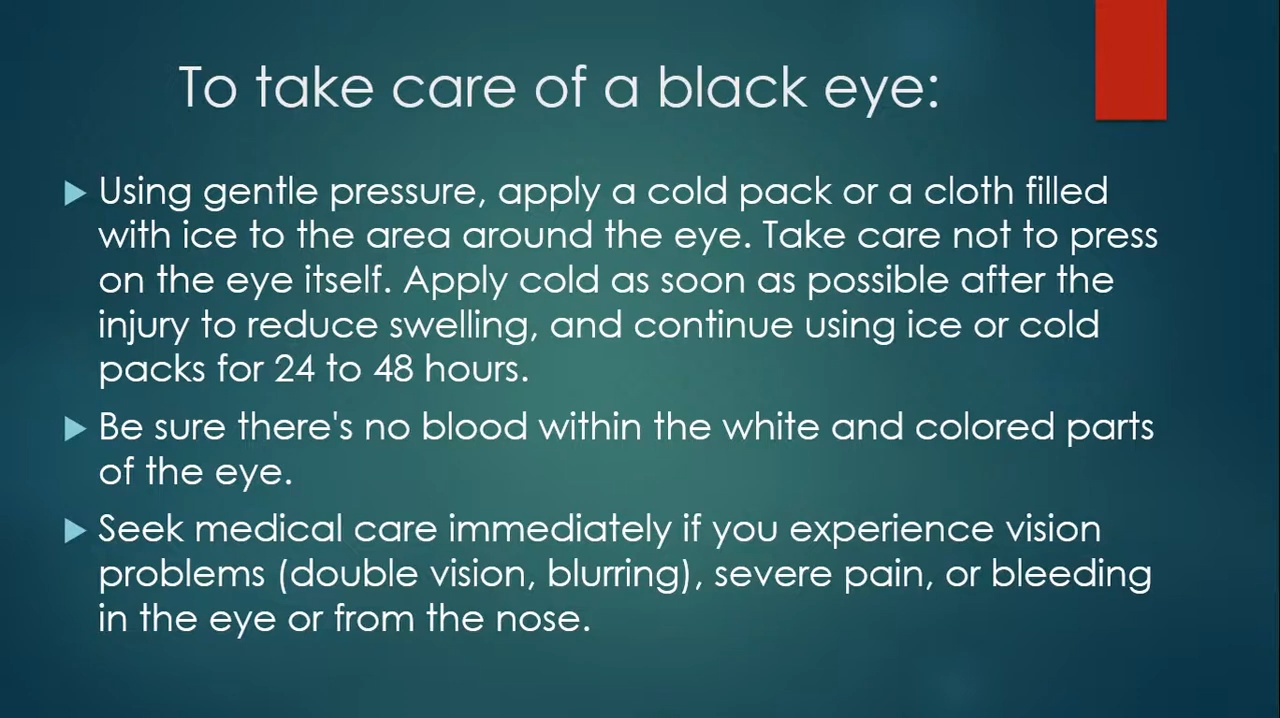 To take care of a black eye:
Using gentle pressure, apply a cold pack or a cloth filled
with ice to the area around the eye. Take care not to press
on the eye itself. Apply cold as soon as possible after the
injury to reduce swelling, and continue using ice or cold
packs for 24 to 48 hours.
Be sure there's no blood within the white and colored parts
of the eye.
Seek medical care immediately if you experience vision
problems (double vision, blurring), severe pain, or bleeding
in the eye or from the nose.